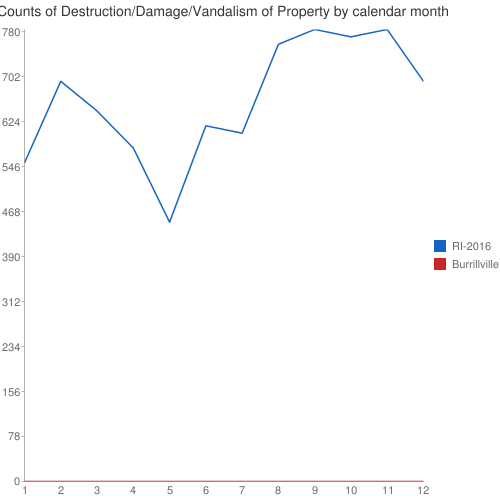 Counts of Destruction/Damage/Vandalism of Property by calendar month
780
702
624
546
468
390
312
234
156
78
0
1 2 3 4 5 6 7 8 9 10 11 12
RI-2016
Burrillville